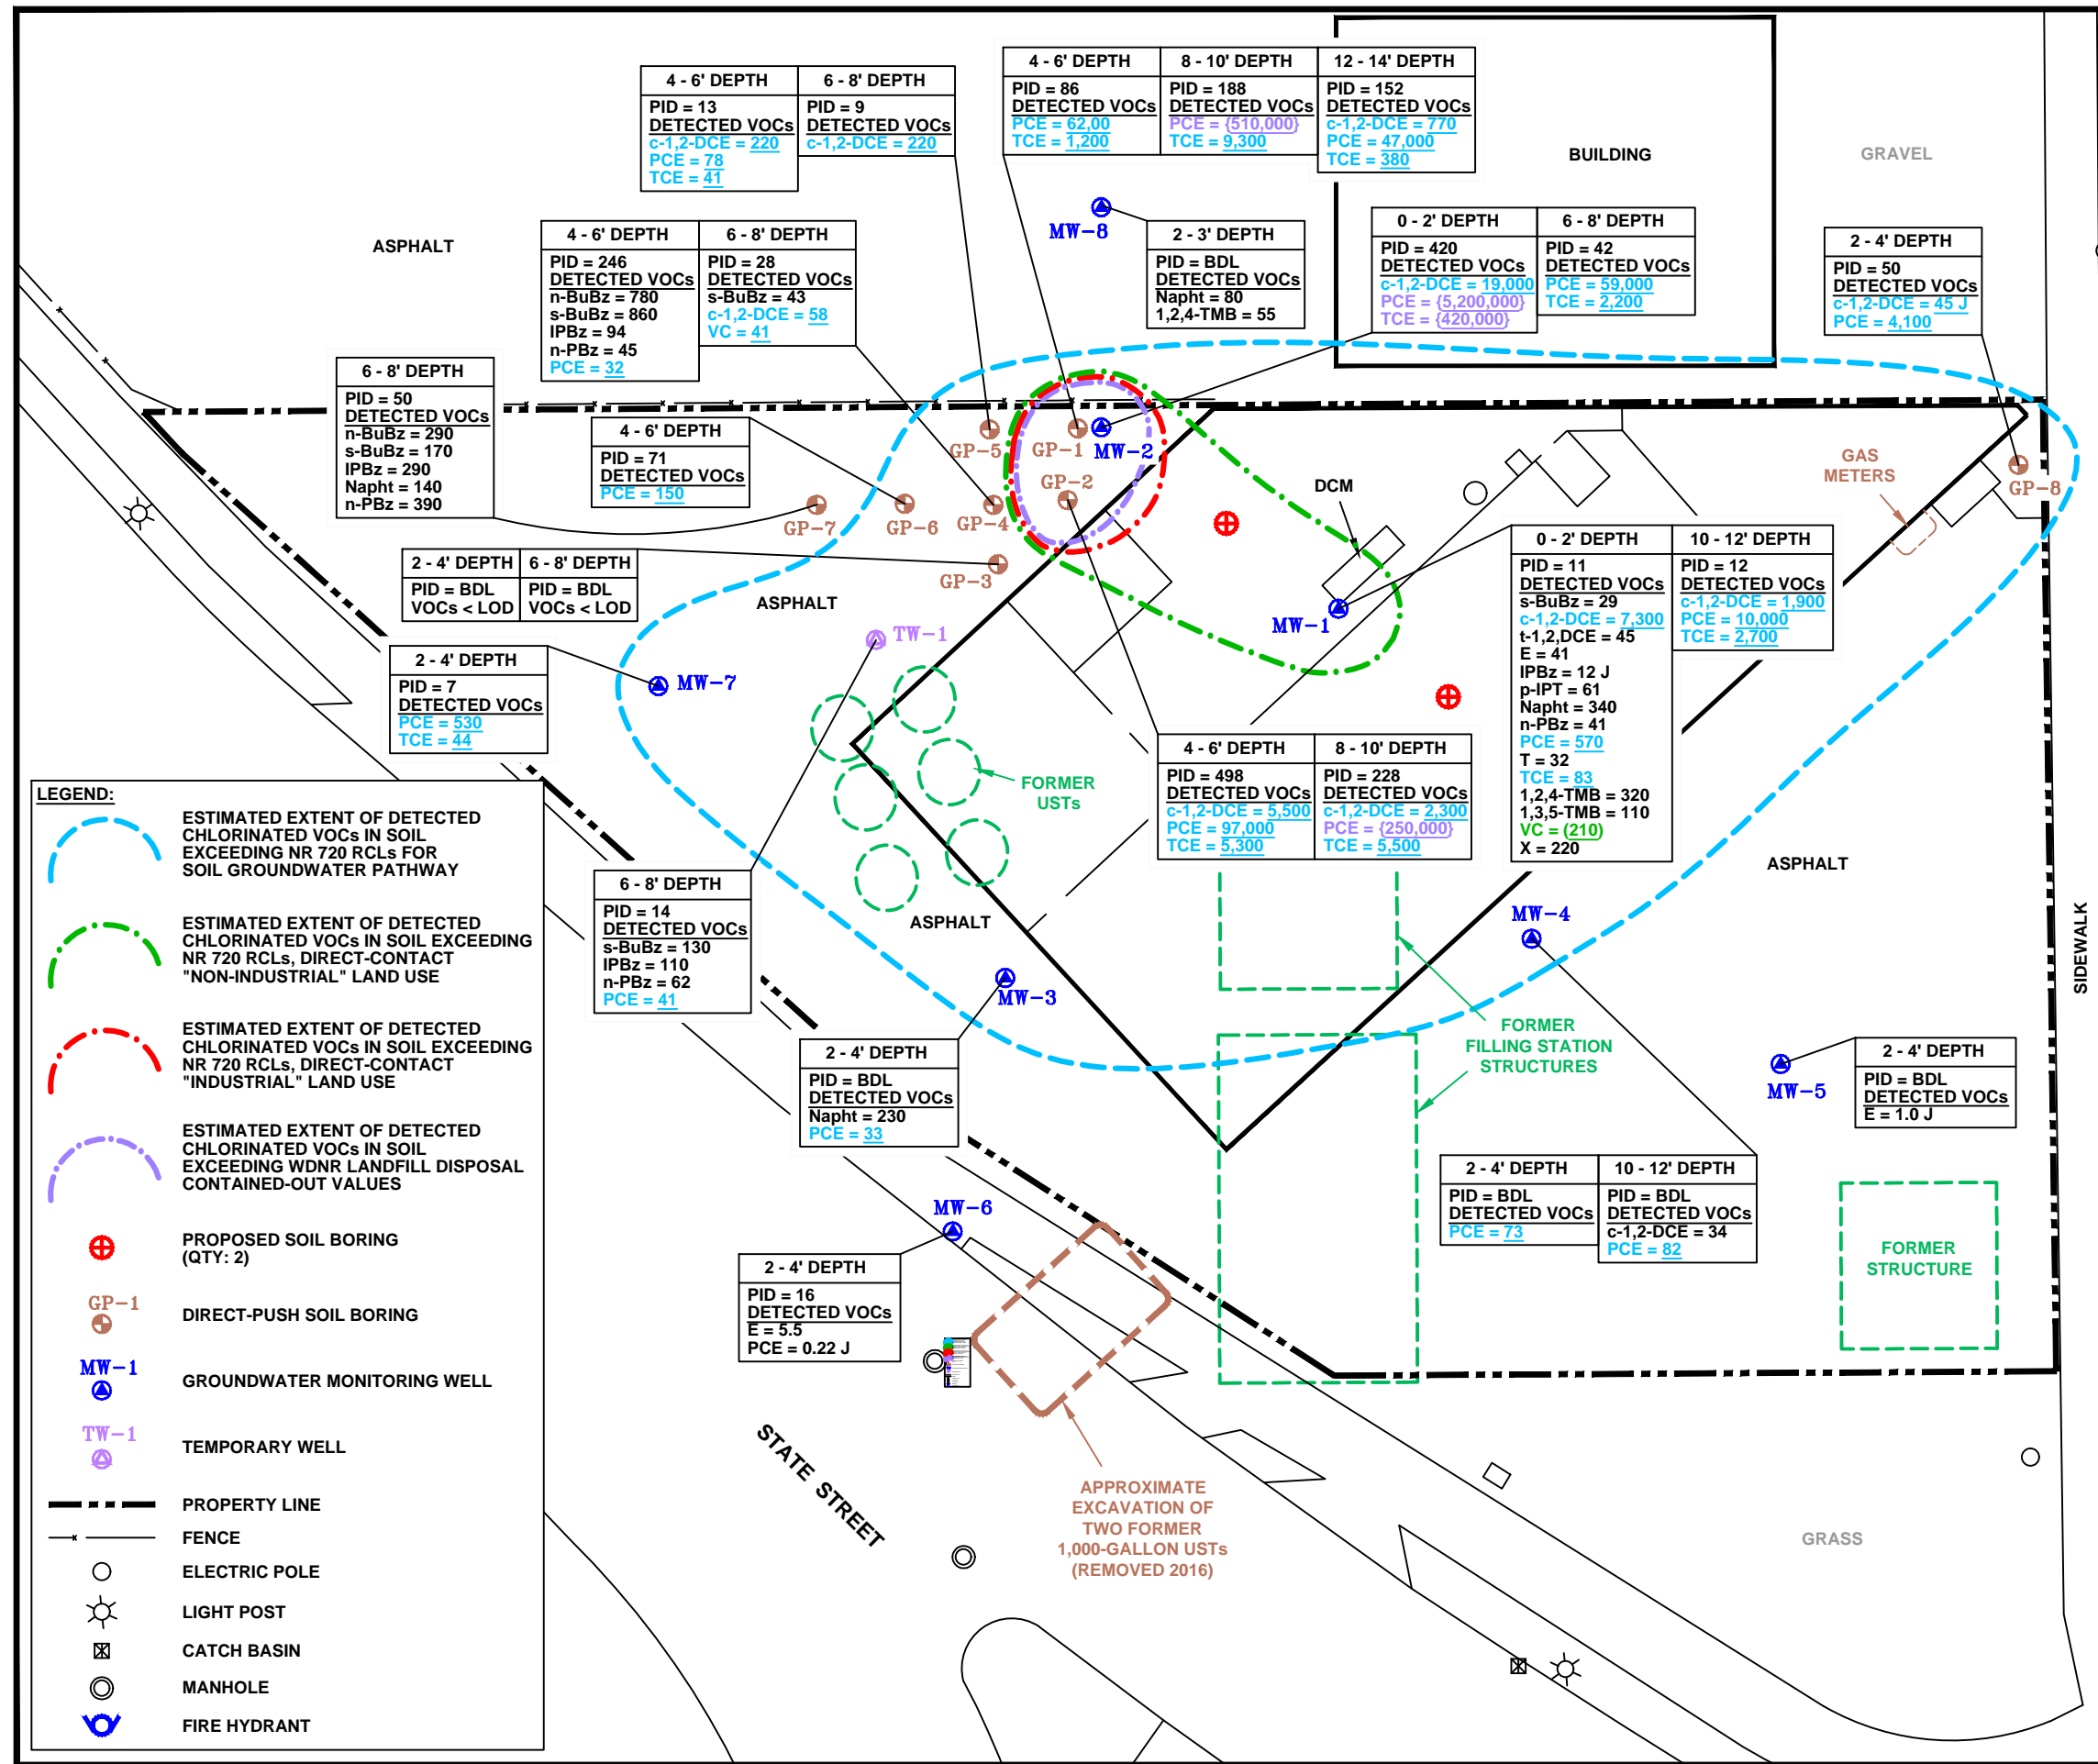 4 - 6' DEPTH
PID = 13
DETECTED VOCs
c-1,2-DCE = 220
PCE = 78
TCE = 41
6 - 8' DEPTH
PID = 9
DETECTED VOCs
c-1,2-DCE = 220
4 - 6' DEPTH
PID = 86
DETECTED VOCs
PCE = 62,00
TCE = 1,200
8 - 10' DEPTH
PID = 188
DETECTED VOCs
PCE = {510,000}
TCE = 9,300
12 - 14' DEPTH
PID = 152
DETECTED VOCs
c-1,2-DCE = 770
PCE = 47,000
TCE = 380
BUILDING
GRAVEL
ASPHALT
4 - 6' DEPTH
PID = 246
DETECTED VOCs
n-BuBz = 780
s-BuBz = 860
IPBz = 94
n-PBz = 45
PCE = 32
6 - 8' DEPTH
PID = 28
DETECTED VOCs
s-BuBz = 43
c-1,2-DCE = 58
VC = 41
MW-8
2 - 3' DEPTH
PID = BDL
DETECTED VOCs
Napht = 80
1,2,4-TMB = 55
0 - 2' DEPTH
PID = 420
DETECTED VOCs
c-1,2-DCE = 19,000
PCE = {5,200,000}
TCE = {420,000}
6 - 8' DEPTH
PID = 42
DETECTED VOCs
PCE = 59,000
TCE = 2,200
2 - 4' DEPTH
PID = 50
DETECTED VOCs
c-1,2-DCE = 45 J
PCE = 4,100
6 - 8' DEPTH
PID = 50
DETECTED VOCs
n-BuBz = 290
s-BuBz = 170
IPBz = 290
Napht = 140
n-PBz = 390
4 - 6' DEPTH
PID = 71
DETECTED VOCs
PCE = 150
GP-5
GP-1
MW-2
GP-2
GP-7
GP-6
GP-4
GP-3
DCM
GAS
METERS
GP-8
2 - 4' DEPTH
PID = BDL
VOCs < LOD
6 - 8' DEPTH
PID = BDL
VOCs < LOD
ASPHALT
TW-1
MW-1
0 - 2' DEPTH
PID = 11
DETECTED VOCs
s-BuBz = 29
c-1,2-DCE = 7,300
t-1,2,DCE = 45
E = 41
IPBz = 12 J
p-IPT = 61
Napht = 340
n-PBz = 41
PCE = 570
T = 32
TCE = 83
1,2,4-TMB = 320
1,3,5-TMB = 110
VC = (210)
X = 220
10 - 12' DEPTH
PID = 12
DETECTED VOCs
c-1,2-DCE = 1,900
PCE = 10,000
TCE = 2,700
2 - 4' DEPTH
PID = 7
DETECTED VOCs
PCE = 530
TCE = 44
MW-7
4 - 6' DEPTH
PID = 498
DETECTED VOCs
c-1,2-DCE = 5,500
PCE = 97,000
TCE = 5,300
8 - 10' DEPTH
PID = 228
DETECTED VOCs
c-1,2-DCE = 2,300
PCE = {250,000}
TCE = 5,500
FORMER
USTs
ASPHALT
6 - 8' DEPTH
PID = 14
DETECTED VOCs
s-BuBz = 130
IPBz = 110
n-PBz = 62
PCE = 41
ASPHALT
MW-4
MW-3
SIDEWALK
FORMER
FILLING STATION
STRUCTURES
2 - 4' DEPTH
PID = BDL
DETECTED VOCs
Napht = 230
PCE = 33
MW-5
2 - 4' DEPTH
PID = BDL
DETECTED VOCs
E = 1.0 J
2 - 4' DEPTH
PID = BDL
DETECTED VOCs
PCE = 73
10 - 12' DEPTH
PID = BDL
DETECTED VOCs
c-1,2-DCE = 34
PCE = 82
MW-6
2 - 4' DEPTH
PID = 16
DETECTED VOCs
E = 5.5
PCE = 0.22 J
FORMER
STRUCTURE
STATE STREET
APPROXIMATE
EXCAVATION OF
TWO FORMER
1,000-GALLON USTs
(REMOVED 2016)
GRASS
LEGEND:
ESTIMATED EXTENT OF DETECTED
CHLORINATED VOCs IN SOIL
EXCEEDING NR 720 RCLs FOR
SOIL GROUNDWATER PATHWAY
ESTIMATED EXTENT OF DETECTED
CHLORINATED VOCs IN SOIL EXCEEDING
NR 720 RCLs, DIRECT-CONTACT
"NON-INDUSTRIAL" LAND USE
ESTIMATED EXTENT OF DETECTED
CHLORINATED VOCs IN SOIL EXCEEDING
NR 720 RCLs, DIRECT-CONTACT
"INDUSTRIAL" LAND USE
ESTIMATED EXTENT OF DETECTED
CHLORINATED VOCs IN SOIL
EXCEEDING WDNR LANDFILL DISPOSAL
CONTAINED-OUT VALUES
PROPOSED SOIL BORING
(QTY: 2)
GP-1
DIRECT-PUSH SOIL BORING
MW-1
GROUNDWATER MONITORING WELL
TW-1
TEMPORARY WELL
PROPERTY LINE
FENCE
ELECTRIC POLE
LIGHT POST
CATCH BASIN
MANHOLE
FIRE HYDRANT